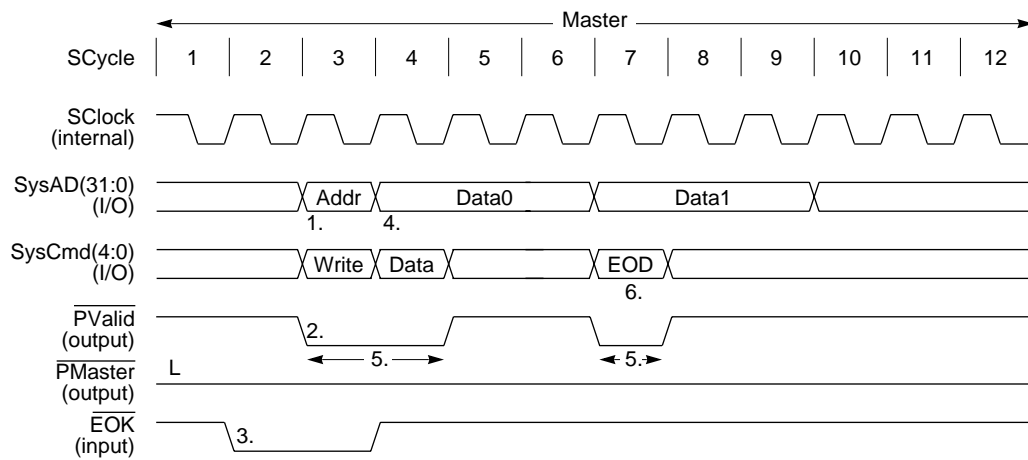 Master
SCycle 1 2 3 4 5 6 7 8 9 10 11 12
SClock
(internal)
SysAD(31:0)
(I/O)
Addr Data0 Data1
1. 4.
SysCmd(4:0)
(I/O)
Write Data EOD
6.
PValid
(output)
2.
5. 5.
PMaster
(output)
L
EOK
(input)
3.